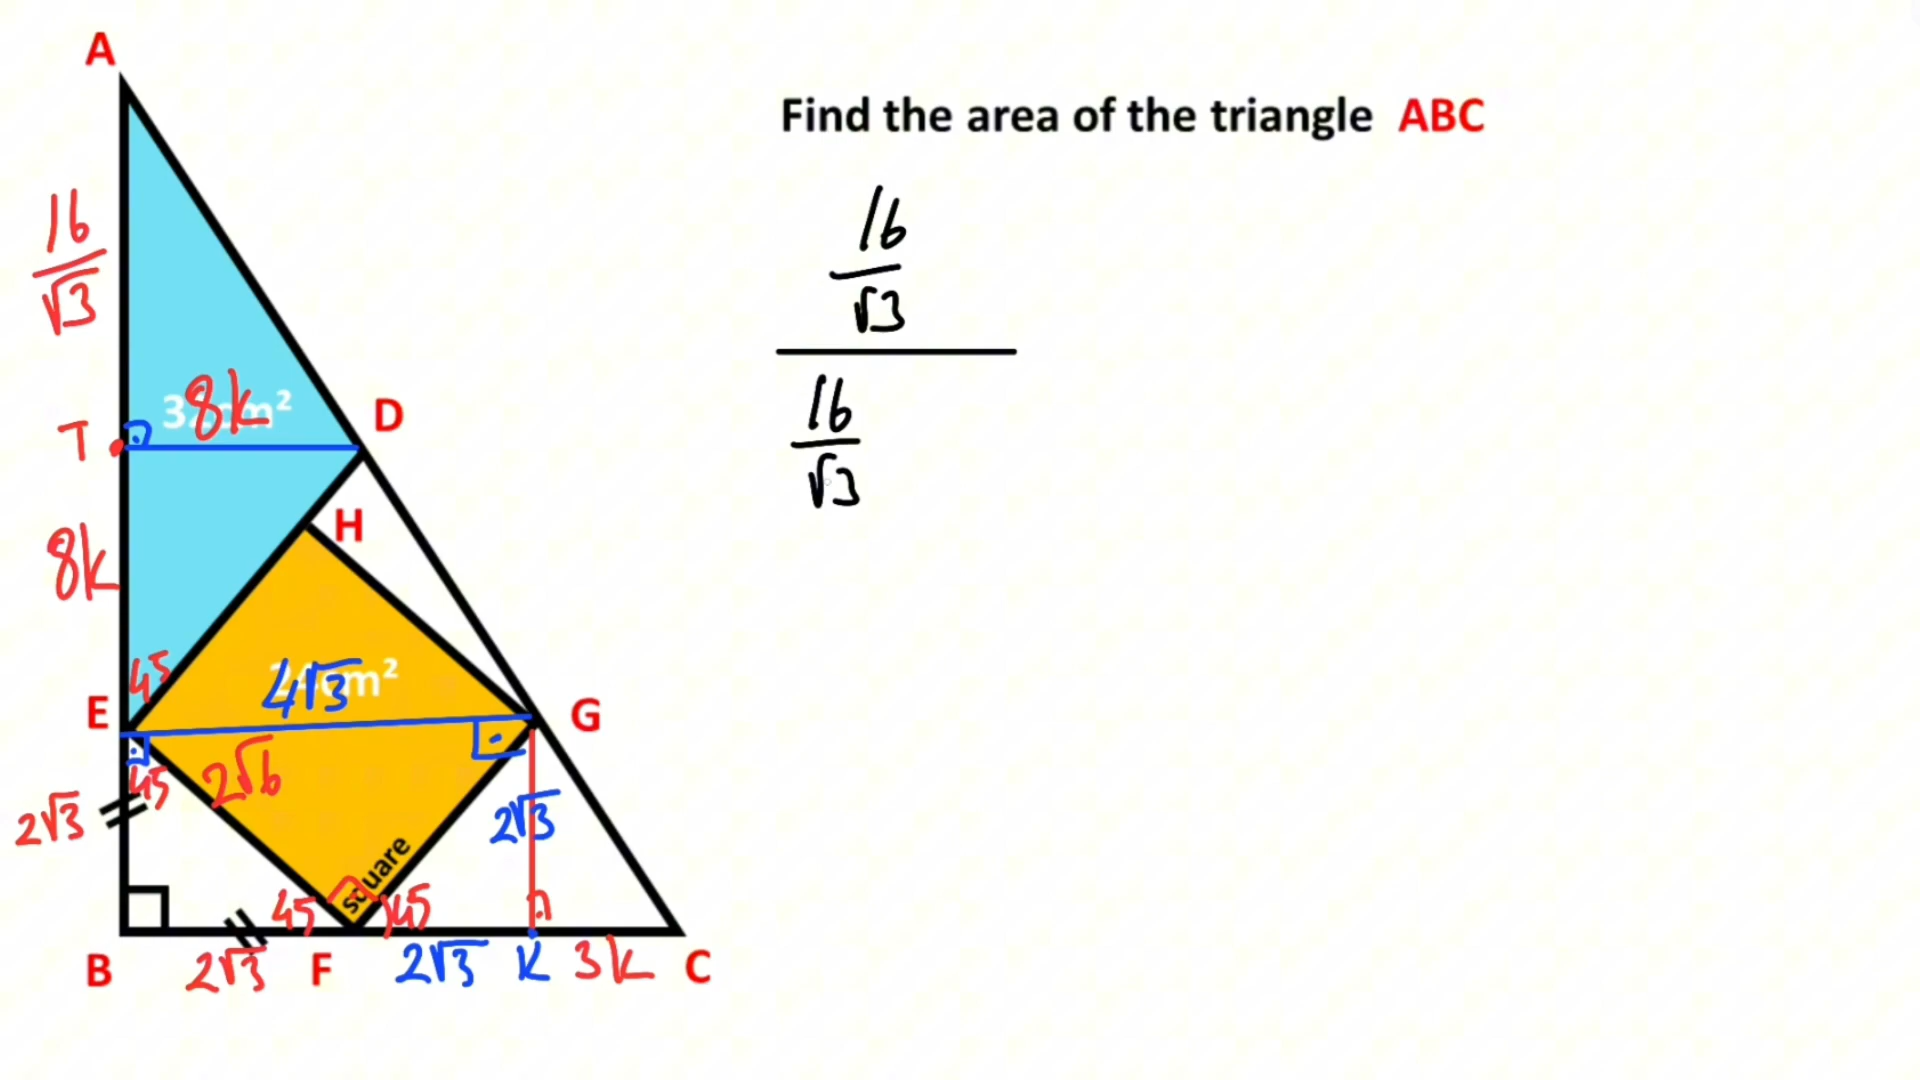 A
Find the area of the triangle ABC
16
16
√3
√3
8k
D
T
16
√3
H
8k
45
4√3
cm²
E
G
45
2√6
2√3
2√3
square
45
45
B
2√3
F
2√3
K
3k
C